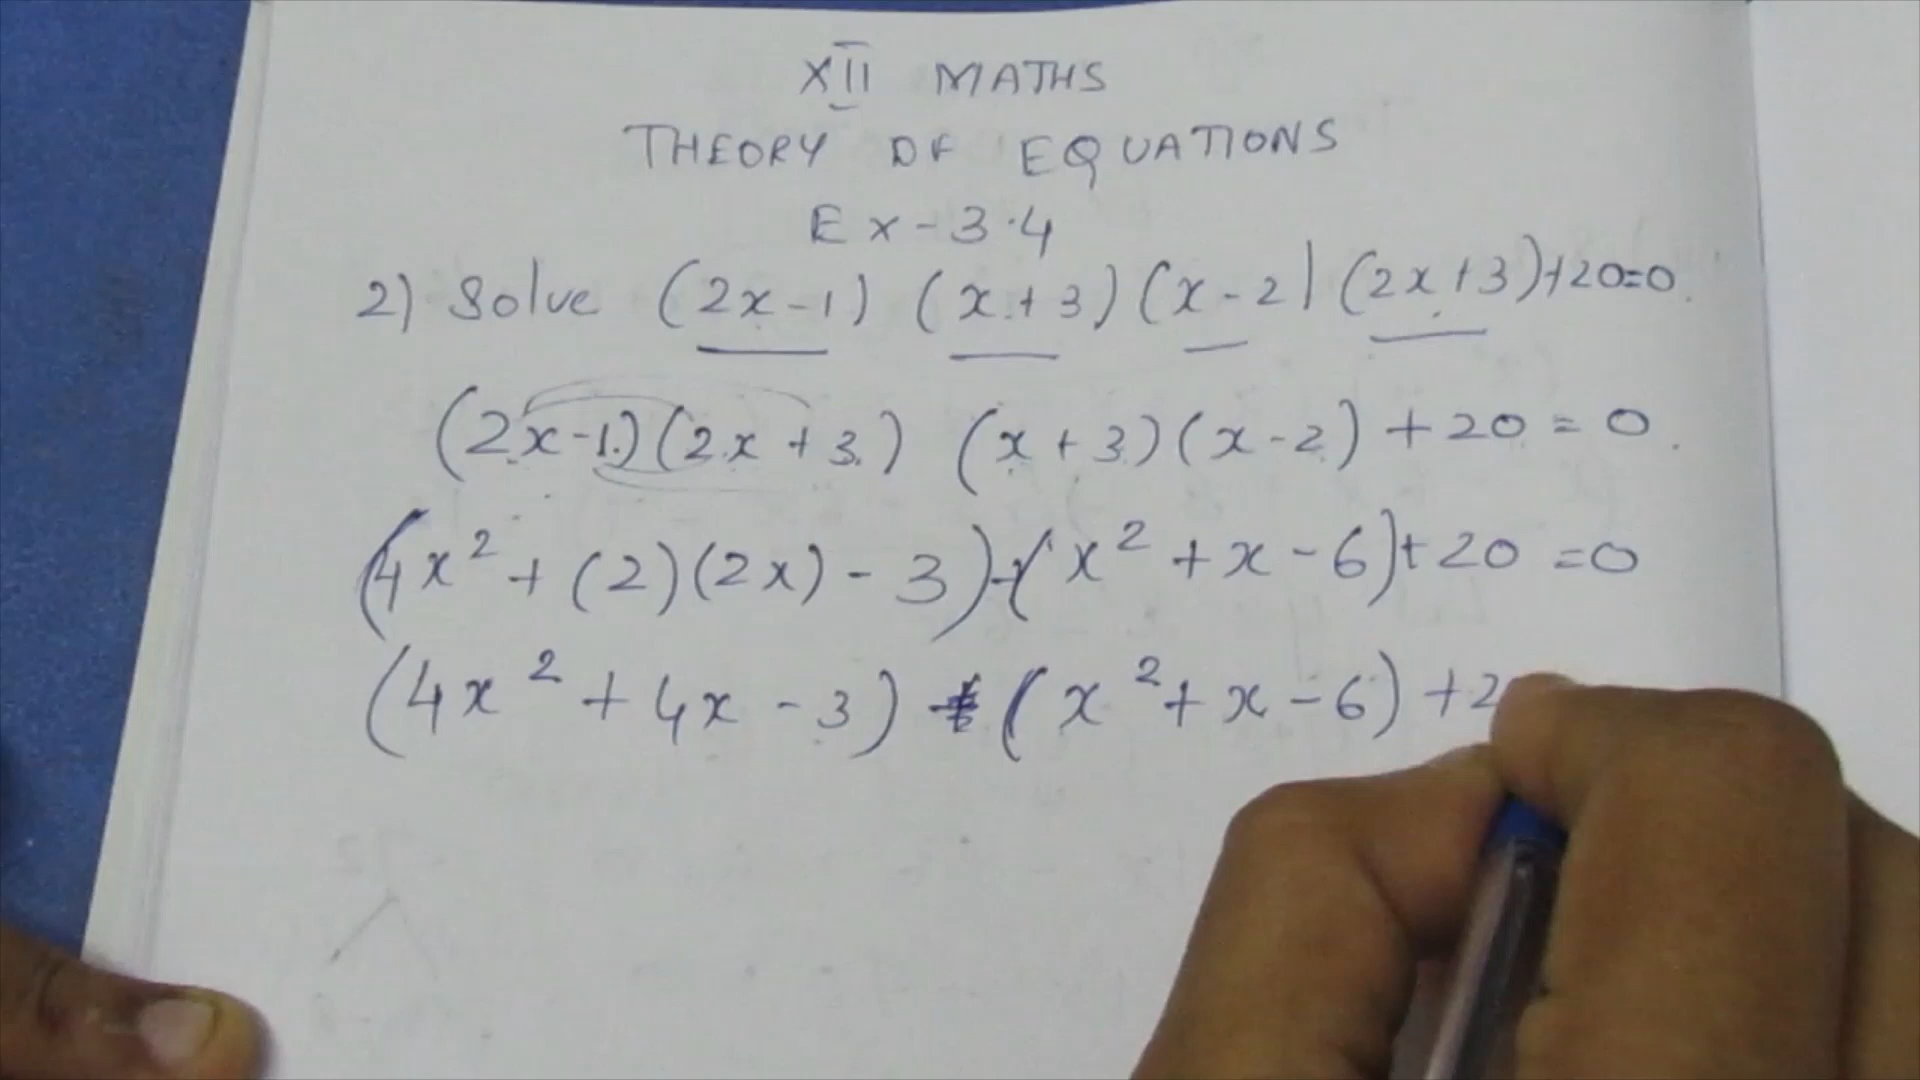 XII MATHS
THEORY OF EQUATIONS
Ex-3.4
2) Solve (2x-1) (x+3) (x-2) (2x+3)+20=0.
(2x-1)(2x+3) (x+3)(x-2)+20=0.
(4x²+(2)(2x)-3)(x²+x-6)+20=0
(4x²+4x-3) (x²+x-6)+2